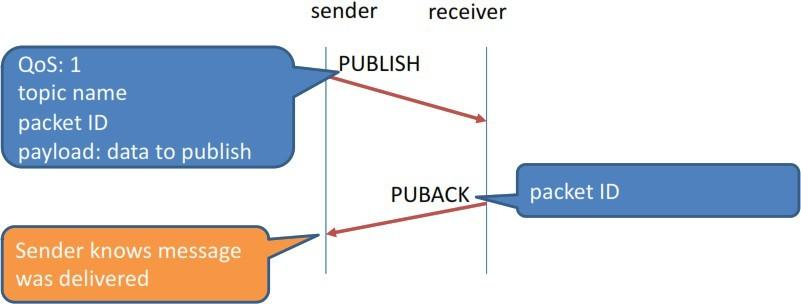 sender receiver
PUBLISH
QoS: 1
topic name
packet ID
payload: data to publish
PUBACK
packet ID
Sender knows message
was delivered